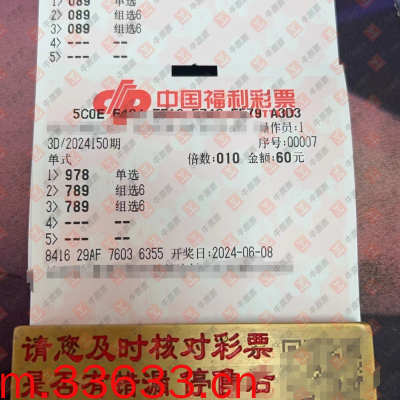 1> 089 单选
2> 089 组选6
3> 089 组选6
4> ---
5> ---
中国福利彩票
5C0E
TA3D3
作员:1
3D/2024150期
序号:00007
单式 倍数:010 金额:60元
1> 978 单选
2> 789 组选6
3> 789 组选6
4> ---
5> ---
8416 29AF 7603 6355 开奖日:2024-06-08
请您及时核对彩票
m.33633.cn